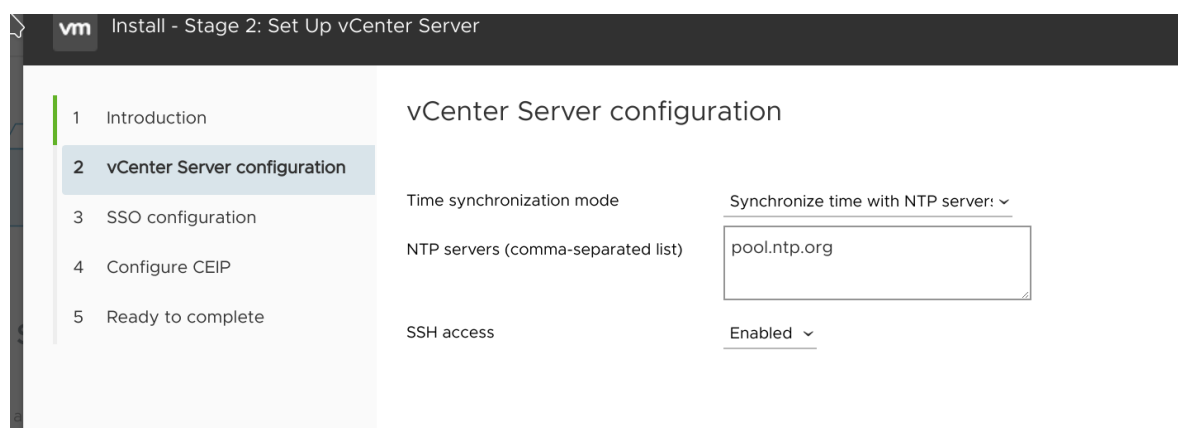 vm Install - Stage 2: Set Up vCenter Server
1 Introduction
2 vCenter Server configuration
3 SSO configuration
4 Configure CEIP
5 Ready to complete
vCenter Server configuration
Time synchronization mode Synchronize time with NTP servers
NTP servers (comma-separated list) pool.ntp.org
SSH access Enabled